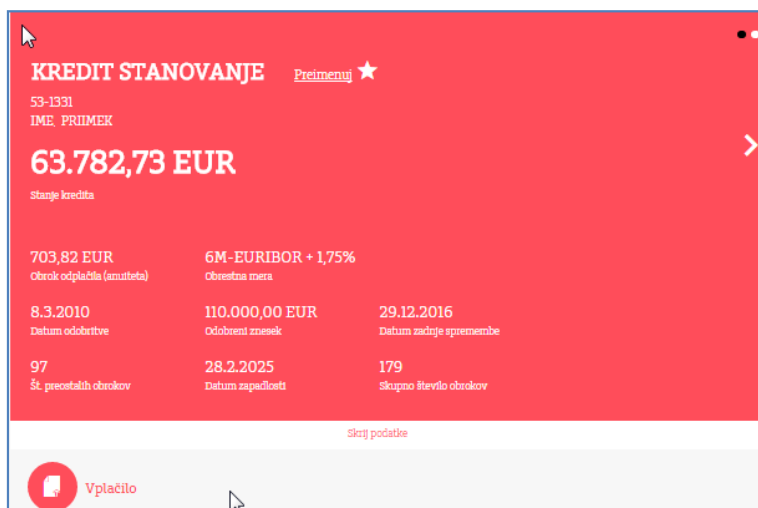 KREDIT STANOVANJE Preimenuj
53-1331
IME, PRIIMEK
63.782,73 EUR
Stanje kredita
703,82 EUR 6M-EURIBOR + 1,75%
Obrok odplačila (anuiteta) Obrestna mera
8.3.2010 110.000,00 EUR 29.12.2016
Datum odobritve Odobreni znesek Datum zadnje spremembe
97 28.2.2025 179
Št. preostalih obrokov Datum zapadlosti Skupno število obrokov
Skrij podatke
Vplačilo